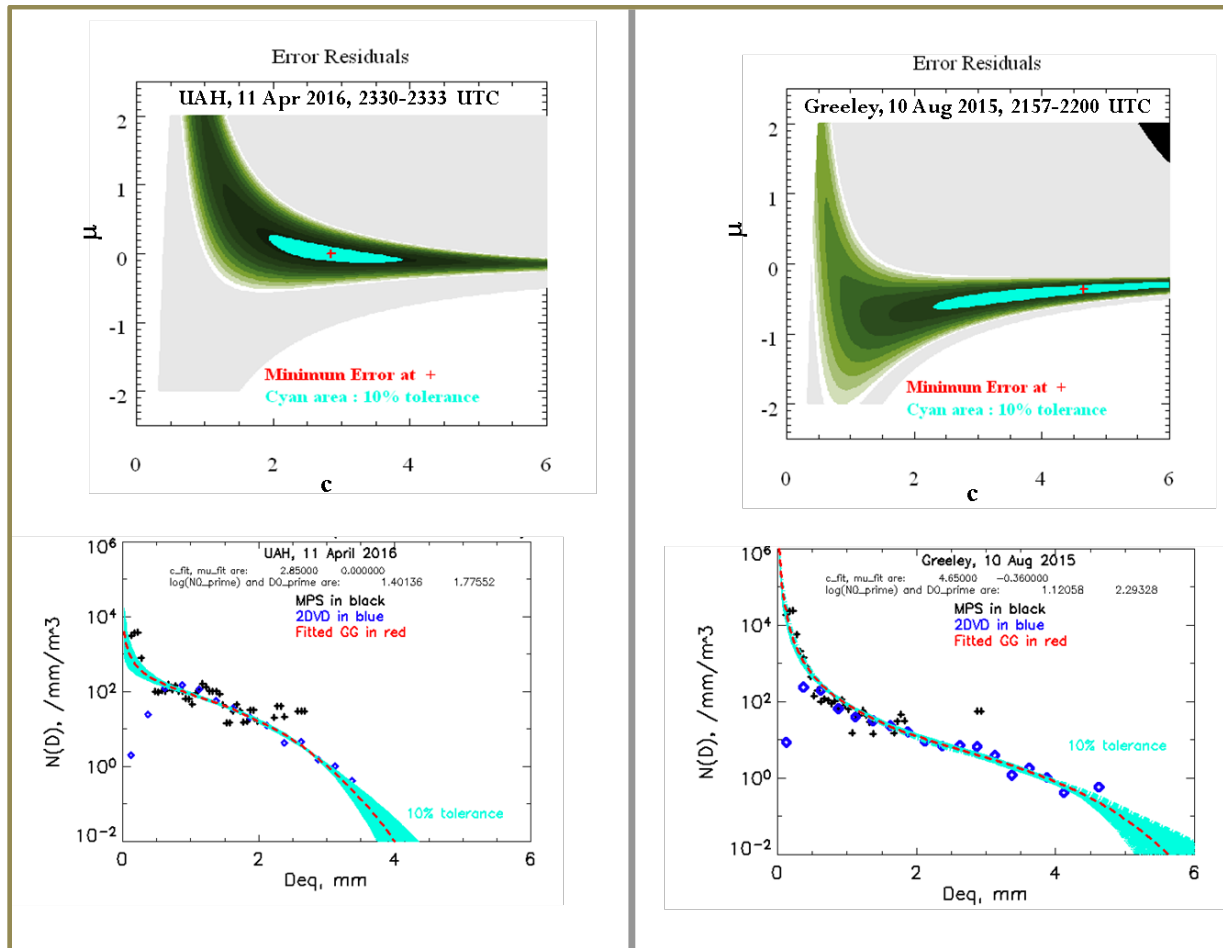 Error Residuals
UAH, 11 Apr 2016, 2330-2333 UTC
2
1
0
-1
-2
μ
Minimum Error at +
Cyan area : 10% tolerance
0 2 4 6
c
UAH, 11 April 2016
c_fit, mu_fit are: 2.85000 0.000000
log(N0_prime) and D0_prime are: 1.40136 1.77552
MPS in black
2DVD in blue
Fitted GG in red
10^6
10^4
10^2
10^0
10^-2
N(D), /mm/m^3
10% tolerance
0 2 4 6
Deq, mm
Error Residuals
Greeley, 10 Aug 2015, 2157-2200 UTC
2
1
0
-1
-2
μ
Minimum Error at +
Cyan area : 10% tolerance
0 2 4 6
c
Greeley, 10 Aug 2015
c_fit, mu_fit are: 4.65000 -0.360000
log(N0_prime) and D0_prime are: 1.12058 2.29328
MPS in black
2DVD in blue
Fitted GG in red
10^6
10^4
10^2
10^0
10^-2
N(D), /mm/m^3
10% tolerance
0 2 4 6
Deq, mm